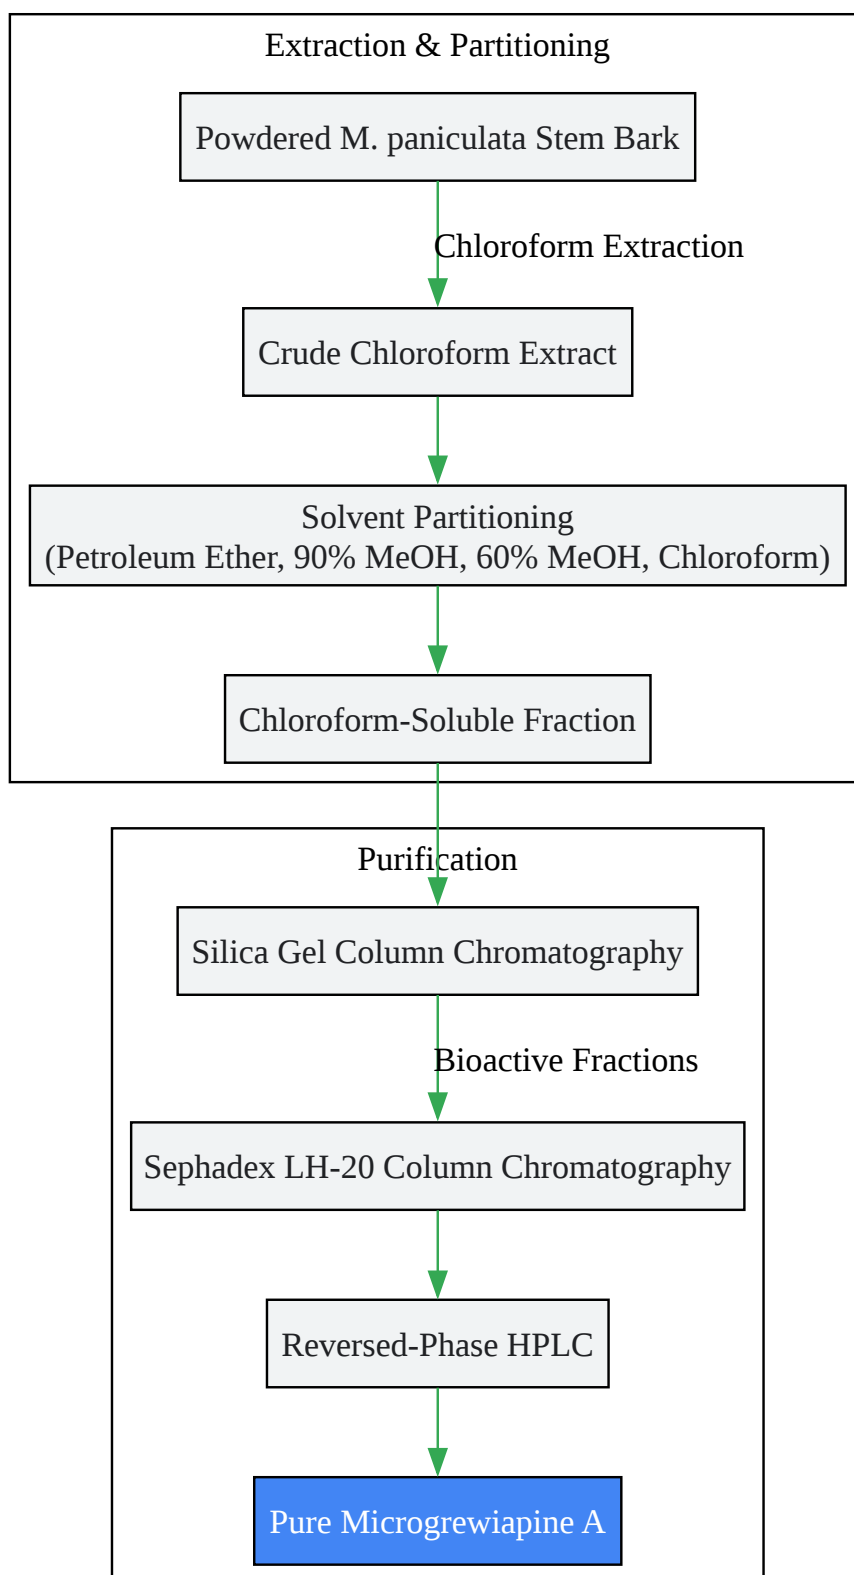 Extraction & Partitioning
Powdered M. paniculata Stem Bark
Chloroform Extraction
Crude Chloroform Extract
Solvent Partitioning
(Petroleum Ether, 90% MeOH, 60% MeOH, Chloroform)
Chloroform-Soluble Fraction
Purification
Silica Gel Column Chromatography
Bioactive Fractions
Sephadex LH-20 Column Chromatography
Reversed-Phase HPLC
Pure Microgrewiapine A